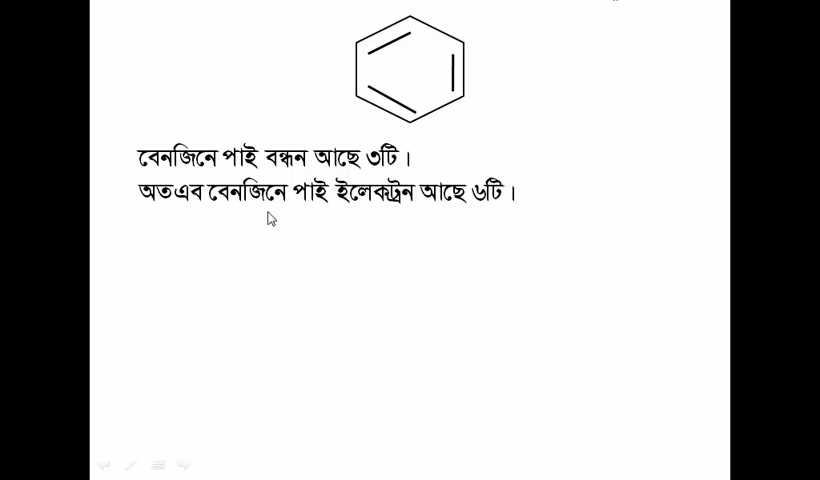 বেনজিনে পাই বন্ধন আছে ৩টি।
অতএব বেনজিনে পাই ইলেকট্রন আছে ৬টি।